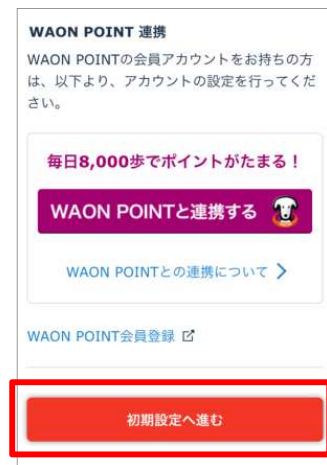 WAON POINT 連携
WAON POINTの会員アカウントをお持ちの方
は、以下より、アカウントの設定を行ってくだ
さい。
毎日8,000歩でポイントがたまる！
WAON POINTと連携する
WAON POINTとの連携について
WAON POINT会員登録
初期設定へ進む